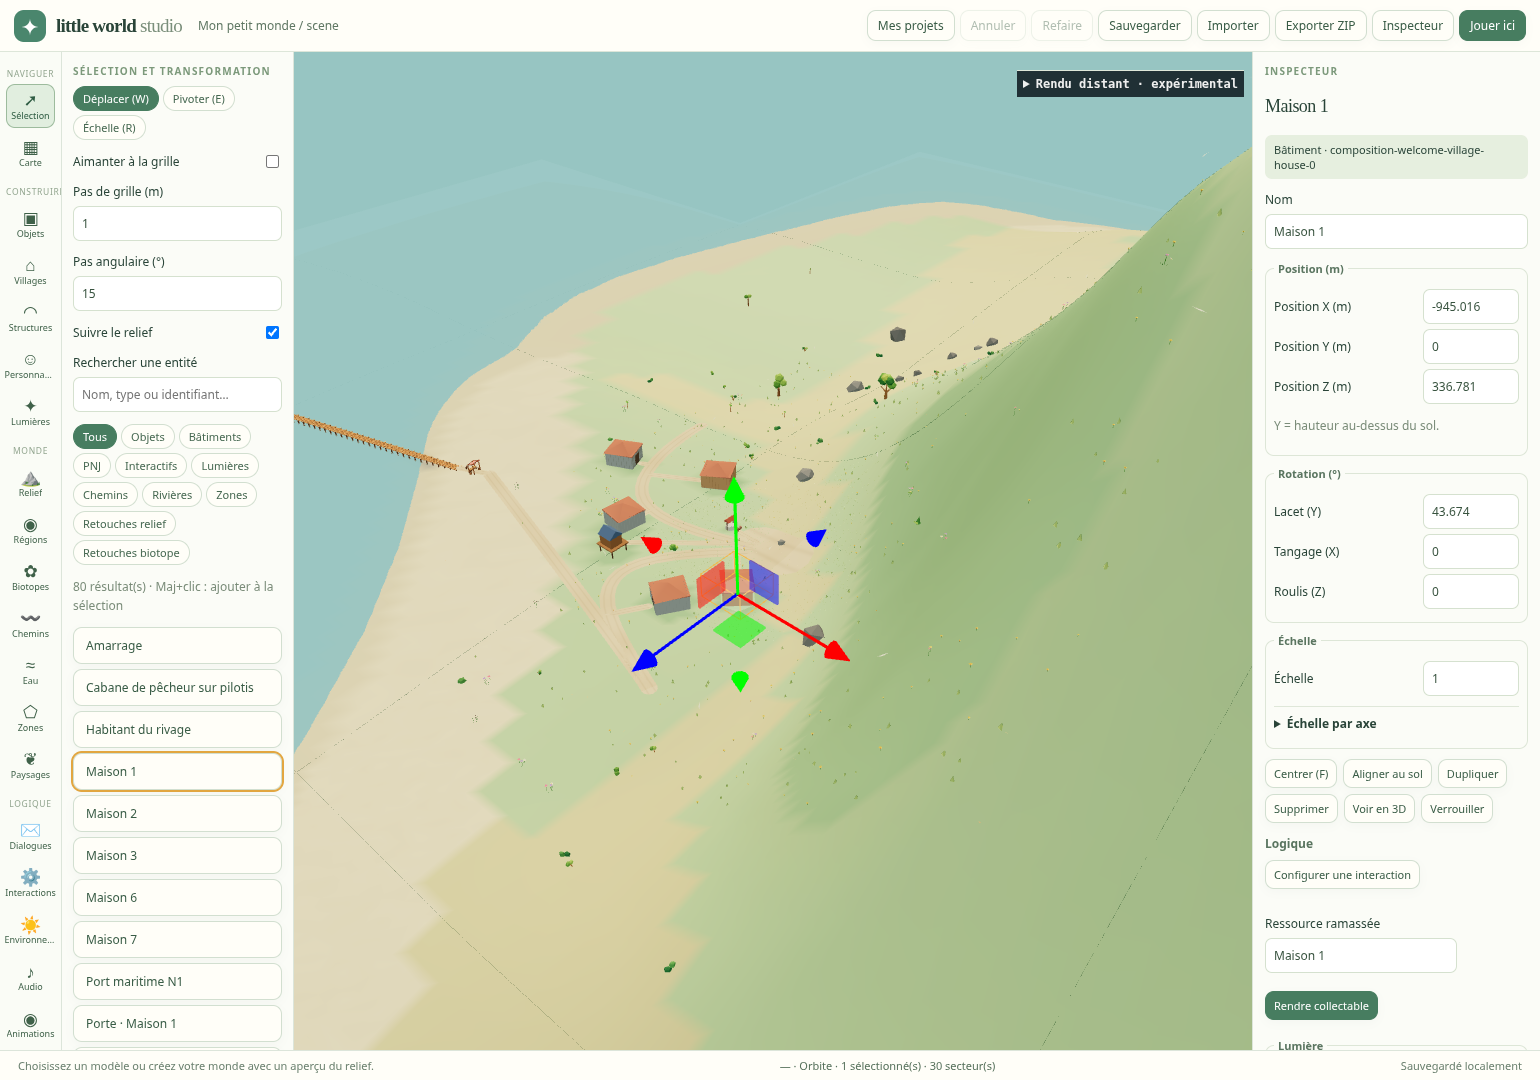 little world studio
Mon petit monde / scene
Mes projets
Annuler
Refaire
Sauvegarder
Importer
Exporter ZIP
Inspecteur
Jouer ici
NAVIGUER
Sélection
Carte
CONSTRUIRE
Objets
Villages
Structures
Personna...
Lumières
MONDE
Relief
Régions
Biotopes
Chemins
Eau
Zones
Paysages
LOGIQUE
Dialogues
Interactions
Environne...
Audio
Animations
SÉLECTION ET TRANSFORMATION
Déplacer (W)
Pivoter (E)
Échelle (R)
Aimanter à la grille
Pas de grille (m)
1
Pas angulaire (°)
15
Suivre le relief
Rechercher une entité
Nom, type ou identifiant...
Tous
Objets
Bâtiments
PNJ
Interactifs
Lumières
Chemins
Rivières
Zones
Retouches relief
Retouches biotope
80 résultat(s) · Maj+clic : ajouter à la
sélection
Amarrage
Cabane de pêcheur sur pilotis
Habitant du rivage
Maison 1
Maison 2
Maison 3
Maison 6
Maison 7
Port maritime N1
Porte · Maison 1
Rendu distant · expérimental
INSPECTEUR
Maison 1
Bâtiment · composition-welcome-village-
house-0
Nom
Maison 1
Position (m)
Position X (m)
-945.016
Position Y (m)
0
Position Z (m)
336.781
Y = hauteur au-dessus du sol.
Rotation (°)
Lacet (Y)
43.674
Tangage (X)
0
Roulis (Z)
0
Échelle
Échelle
1
Échelle par axe
Centrer (F)
Aligner au sol
Dupliquer
Supprimer
Voir en 3D
Verrouiller
Logique
Configurer une interaction
Ressource ramassée
Maison 1
Rendre collectable
Lumière
Choisissez un modèle ou créez votre monde avec un aperçu du relief.
— · Orbite · 1 sélectionné(s) · 30 secteur(s)
Sauvegardé localement